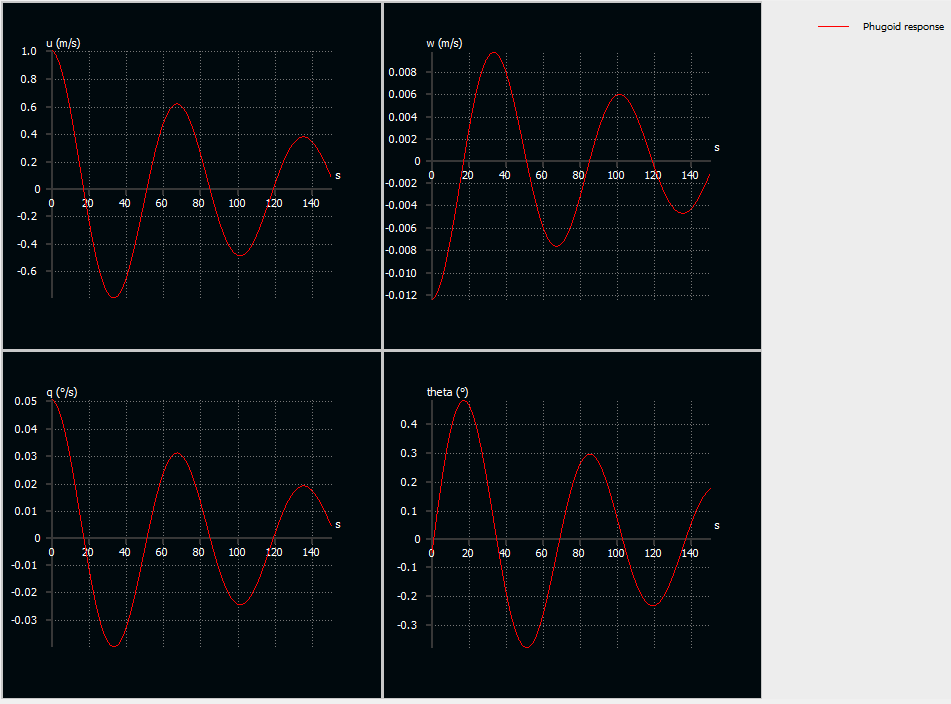 u (m/s)
1.0
0.8
0.6
0.4
0.2
0
-0.2
-0.4
-0.6
0 20 40 60 80 100 120 140
s
w (m/s)
0.008
0.006
0.004
0.002
0
-0.002
-0.004
-0.006
-0.008
-0.010
-0.012
0 20 40 60 80 100 120 140
s
Phugoid response
q (°/s)
0.05
0.04
0.03
0.02
0.01
0
-0.01
-0.02
-0.03
0 20 40 60 80 100 120 140
s
theta (°)
0.4
0.3
0.2
0.1
0
-0.1
-0.2
-0.3
0 20 40 60 80 100 120 140
s